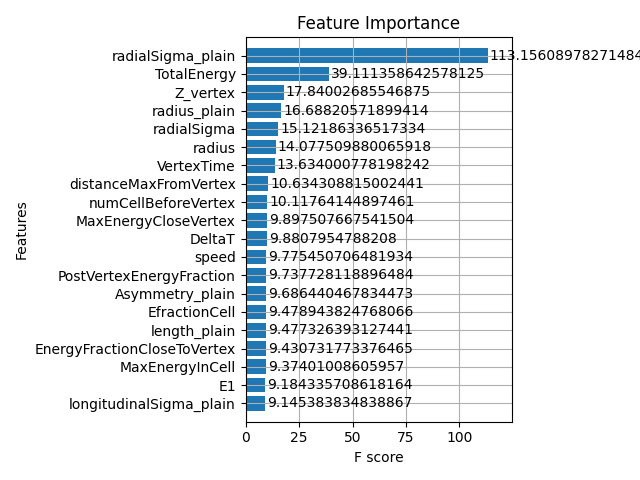 Feature Importance
radialSigma_plain 113.15608978271484
TotalEnergy 39.111358642578125
Z_vertex 17.84002685546875
radius_plain 16.68820571899414
radialSigma 15.12186336517334
radius 14.077509880065918
VertexTime 13.634000778198242
distanceMaxFromVertex 10.634308815002441
numCellBeforeVertex 10.11764144897461
MaxEnergyCloseVertex 9.897507667541504
DeltaT 9.8807954788208
speed 9.775450706481934
PostVertexEnergyFraction 9.737728118896484
Asymmetry_plain 9.686440467834473
EfractionCell 9.478943824768066
length_plain 9.477326393127441
EnergyFractionCloseToVertex 9.430731773376465
MaxEnergyInCell 9.37401008605957
E1 9.184335708618164
longitudinalSigma_plain 9.145383834838867
0 25 50 75 100
F score
Features